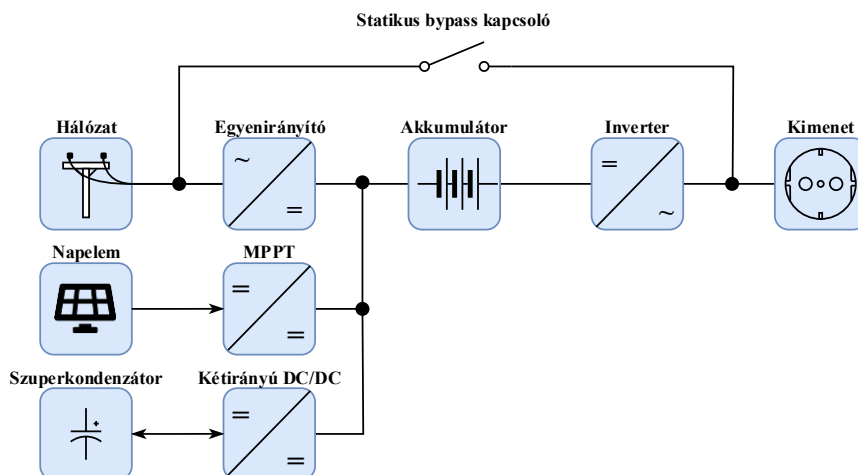 Statikus bypass kapcsoló
Hálózat Egyenirányító Akkumulátor Inverter Kimenet
~ = = ~
Napelem MPPT
= =
Szuperkondenzátor Kétirányú DC/DC
+ = =